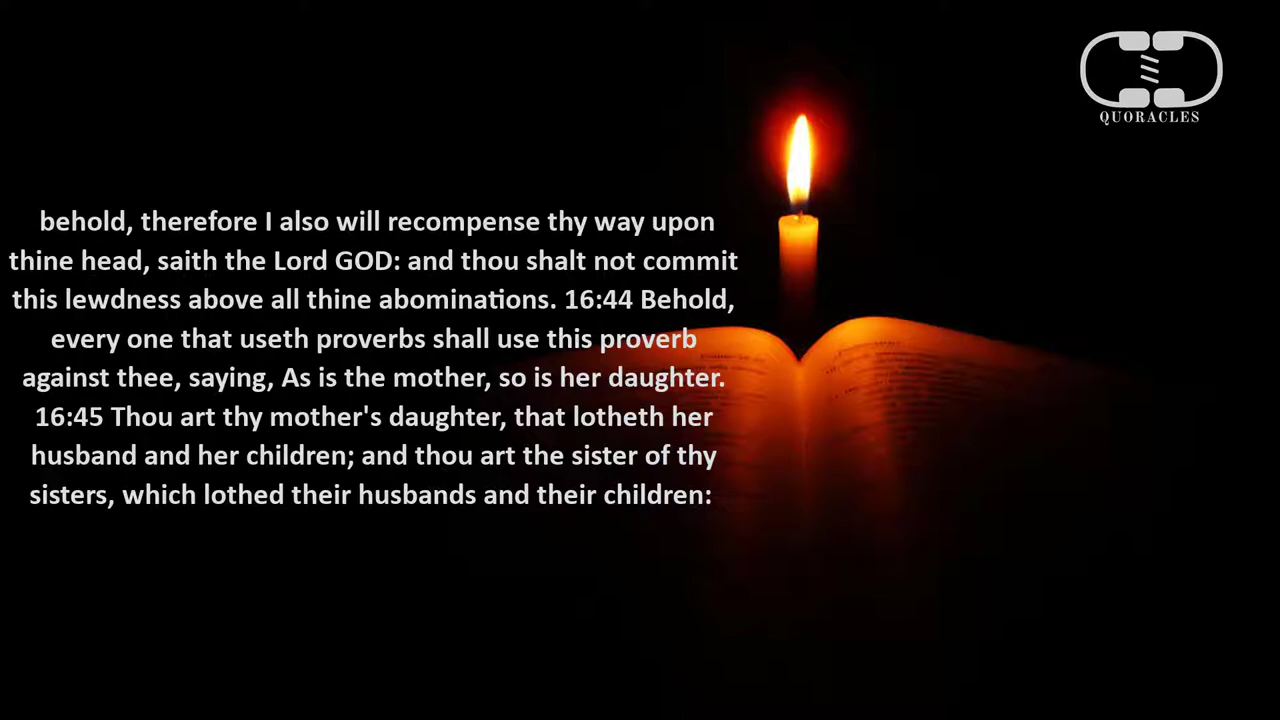 QUORACLES
behold, therefore I also will recompense thy way upon
thine head, saith the Lord GOD: and thou shalt not commit
this lewdness above all thine abominations. 16:44 Behold,
every one that useth proverbs shall use this proverb
against thee, saying, As is the mother, so is her daughter.
16:45 Thou art thy mother's daughter, that lotheth her
husband and her children; and thou art the sister of thy
sisters, which lothed their husbands and their children: